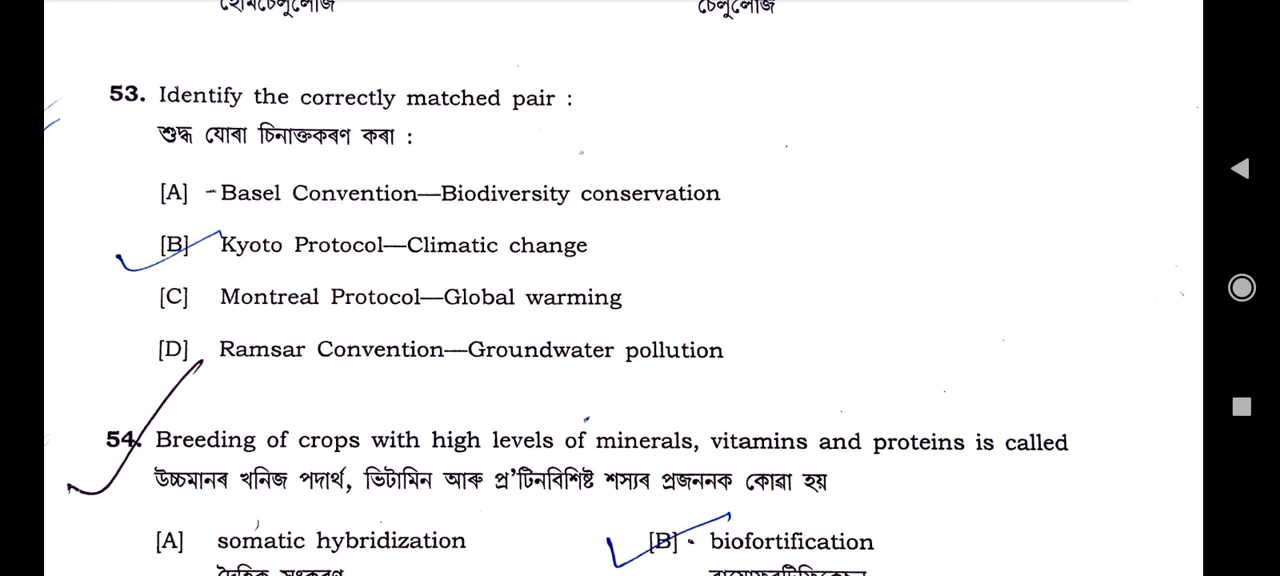 53. Identify the correctly matched pair :
শুদ্ধ যোৰা চিনাক্তকৰণ কৰা :
[A] Basel Convention—Biodiversity conservation
[B] Kyoto Protocol—Climatic change
[C] Montreal Protocol—Global warming
[D] Ramsar Convention—Groundwater pollution
54. Breeding of crops with high levels of minerals, vitamins and proteins is called
উচ্চমানৰ খনিজ পদাৰ্থ, ভিটামিন আৰু প্ৰ'টিনবিশিষ্ট শস্যৰ প্ৰজননক কোৱা হয়
[A] somatic hybridization [B] biofortification